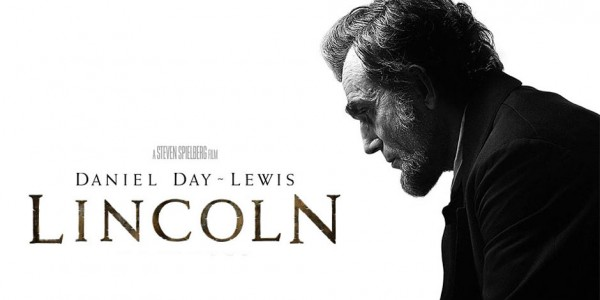 A STEVEN SPIELBERG FILM
DANIEL DAY-LEWIS
LINCOLN